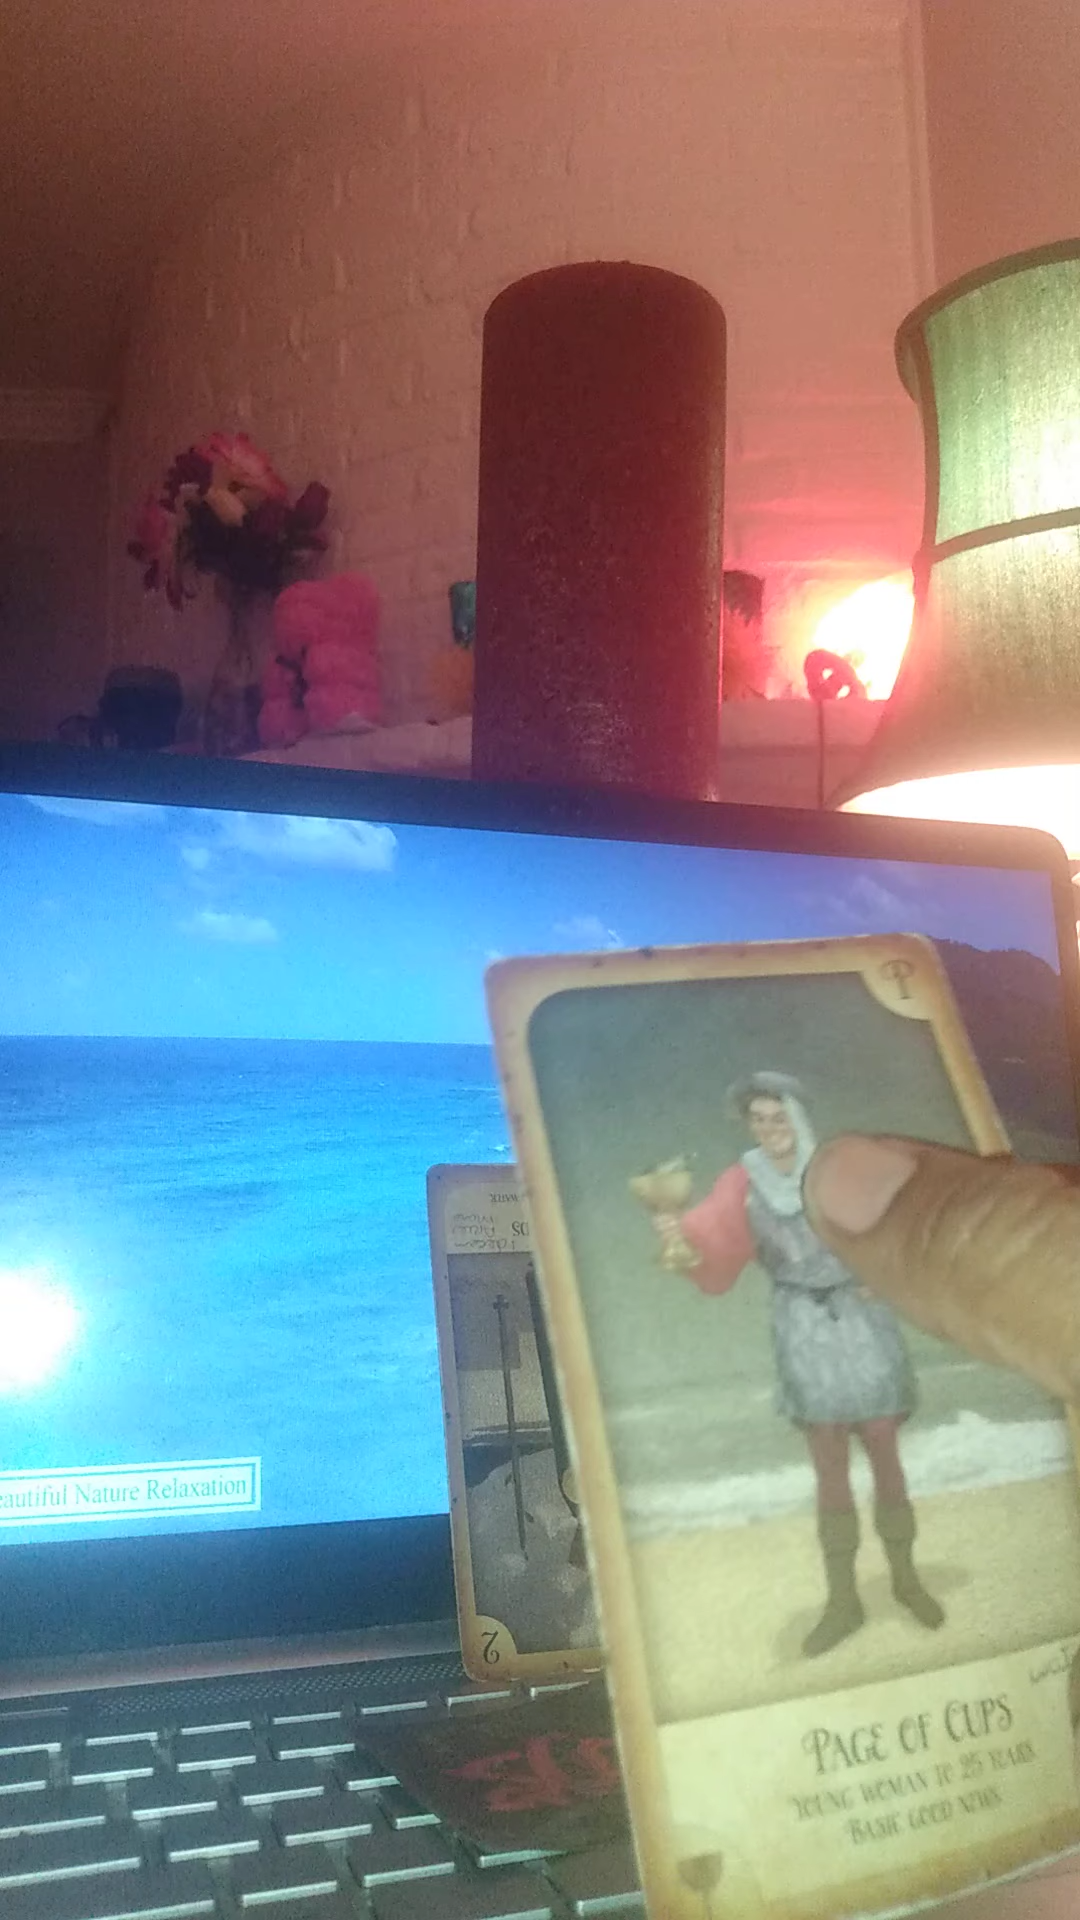 eautiful Nature Relaxation
P
2
PAGE OF CUPS
YOUNG WOMAN TO 25 YEARS
BASIC GOOD NEWS